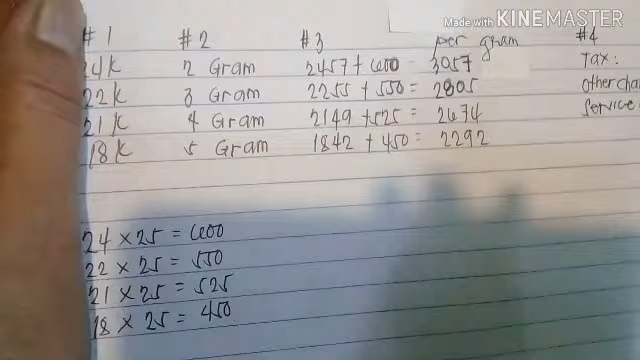 Made with KINEMASTER
#1 #2 #3 per gram #4
24K 2 Gram 2457 + 600 = 3057 Tax:
22K 3 Gram 2255 + 550 = 2805 other cha
21K 4 Gram 2149 + 525 = 2674 Service
18K 5 Gram 1842 + 450 = 2292
24 x 25 = 600
22 x 25 = 550
21 x 25 = 525
18 x 25 = 450